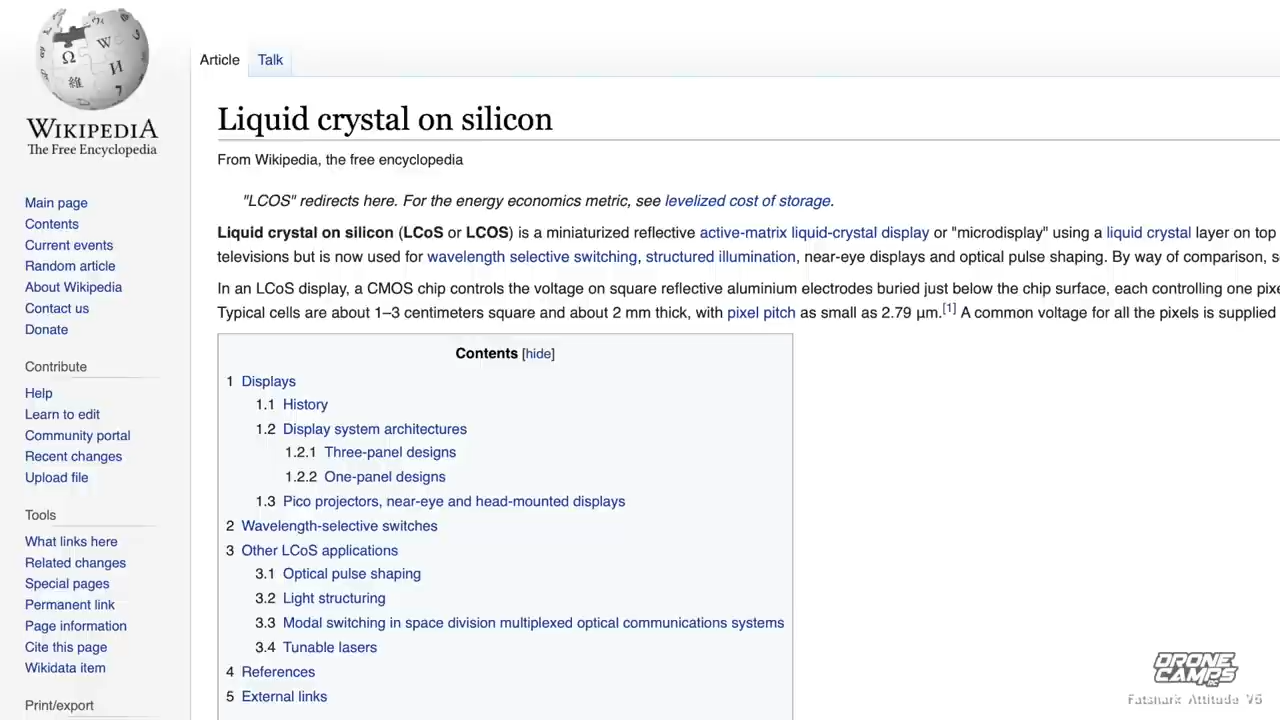 Ω
W
И
維
WIKIPEDIA
The Free Encyclopedia
Main page
Contents
Current events
Random article
About Wikipedia
Contact us
Donate
Contribute
Help
Learn to edit
Community portal
Recent changes
Upload file
Tools
What links here
Related changes
Special pages
Permanent link
Page information
Cite this page
Wikidata item
Print/export
Article Talk
Liquid crystal on silicon
From Wikipedia, the free encyclopedia
"LCOS" redirects here. For the energy economics metric, see levelized cost of storage.
Liquid crystal on silicon (LCoS or LCOS) is a miniaturized reflective active-matrix liquid-crystal display or "microdisplay" using a liquid crystal layer on top
televisions but is now used for wavelength selective switching, structured illumination, near-eye displays and optical pulse shaping. By way of comparison, s
In an LCoS display, a CMOS chip controls the voltage on square reflective aluminium electrodes buried just below the chip surface, each controlling one pixe
Typical cells are about 1–3 centimeters square and about 2 mm thick, with pixel pitch as small as 2.79 μm.[1] A common voltage for all the pixels is supplied
Contents [hide]
1 Displays
1.1 History
1.2 Display system architectures
1.2.1 Three-panel designs
1.2.2 One-panel designs
1.3 Pico projectors, near-eye and head-mounted displays
2 Wavelength-selective switches
3 Other LCoS applications
3.1 Optical pulse shaping
3.2 Light structuring
3.3 Modal switching in space division multiplexed optical communications systems
3.4 Tunable lasers
4 References
5 External links
DRONE
CAMPS
Fatshark Attitude V6